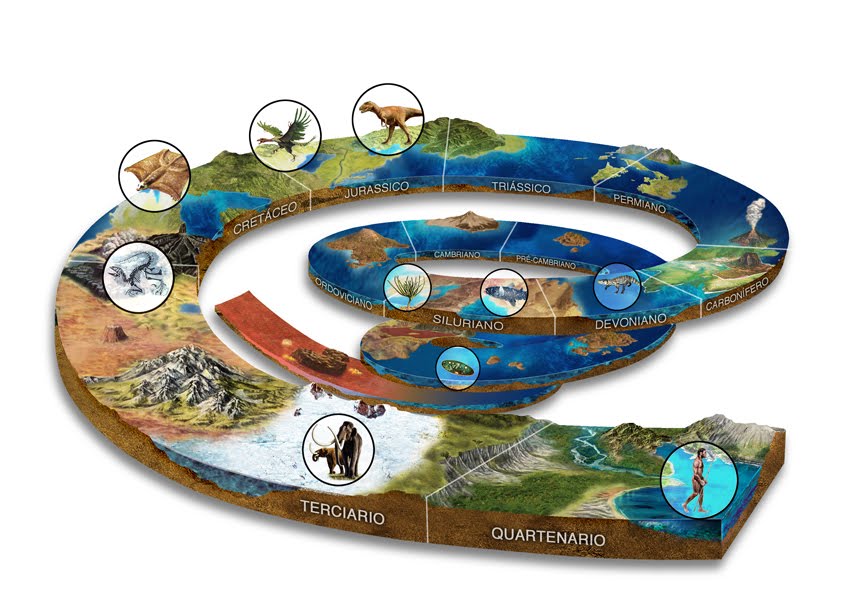 CRETÁCEO
JURASSICO
TRIÁSSICO
PERMIANO
CAMBRIANO
PRÉ-CAMBRIANO
ORDOVICIANO
SILURIANO
DEVONIANO
CARBONÍFERO
TERCIARIO
QUARTENARIO